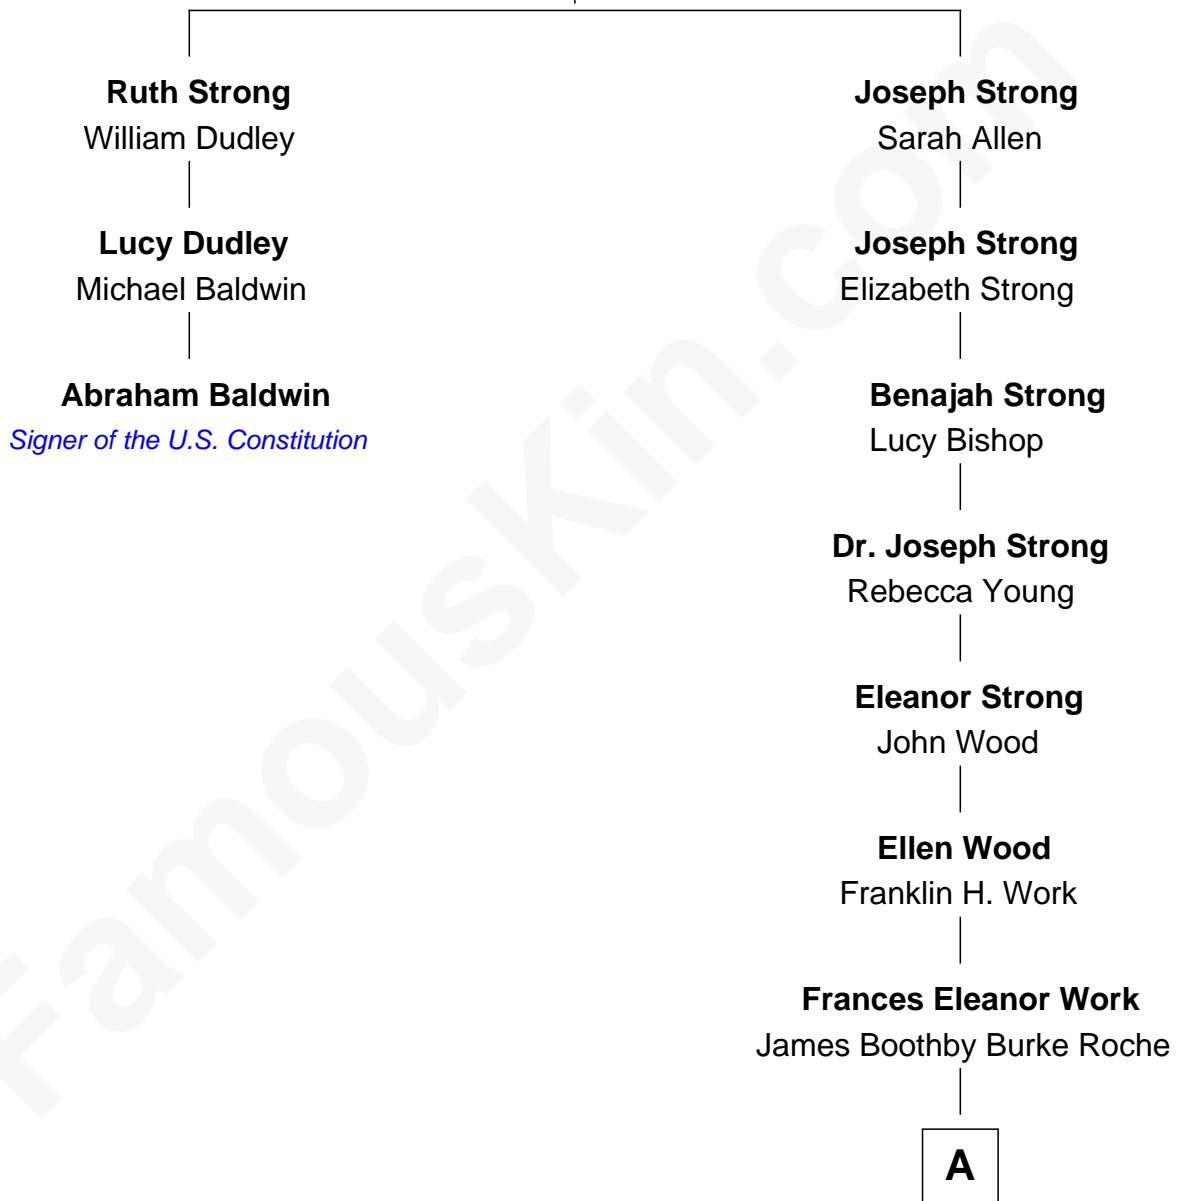 Ruth Strong
William Dudley
Lucy Dudley
Michael Baldwin
Abraham Baldwin
Signer of the U.S. Constitution
Joseph Strong
Sarah Allen
Joseph Strong
Elizabeth Strong
Benajah Strong
Lucy Bishop
Dr. Joseph Strong
Rebecca Young
Eleanor Strong
John Wood
Ellen Wood
Franklin H. Work
Frances Eleanor Work
James Boothby Burke Roche
A
FamousKin.com